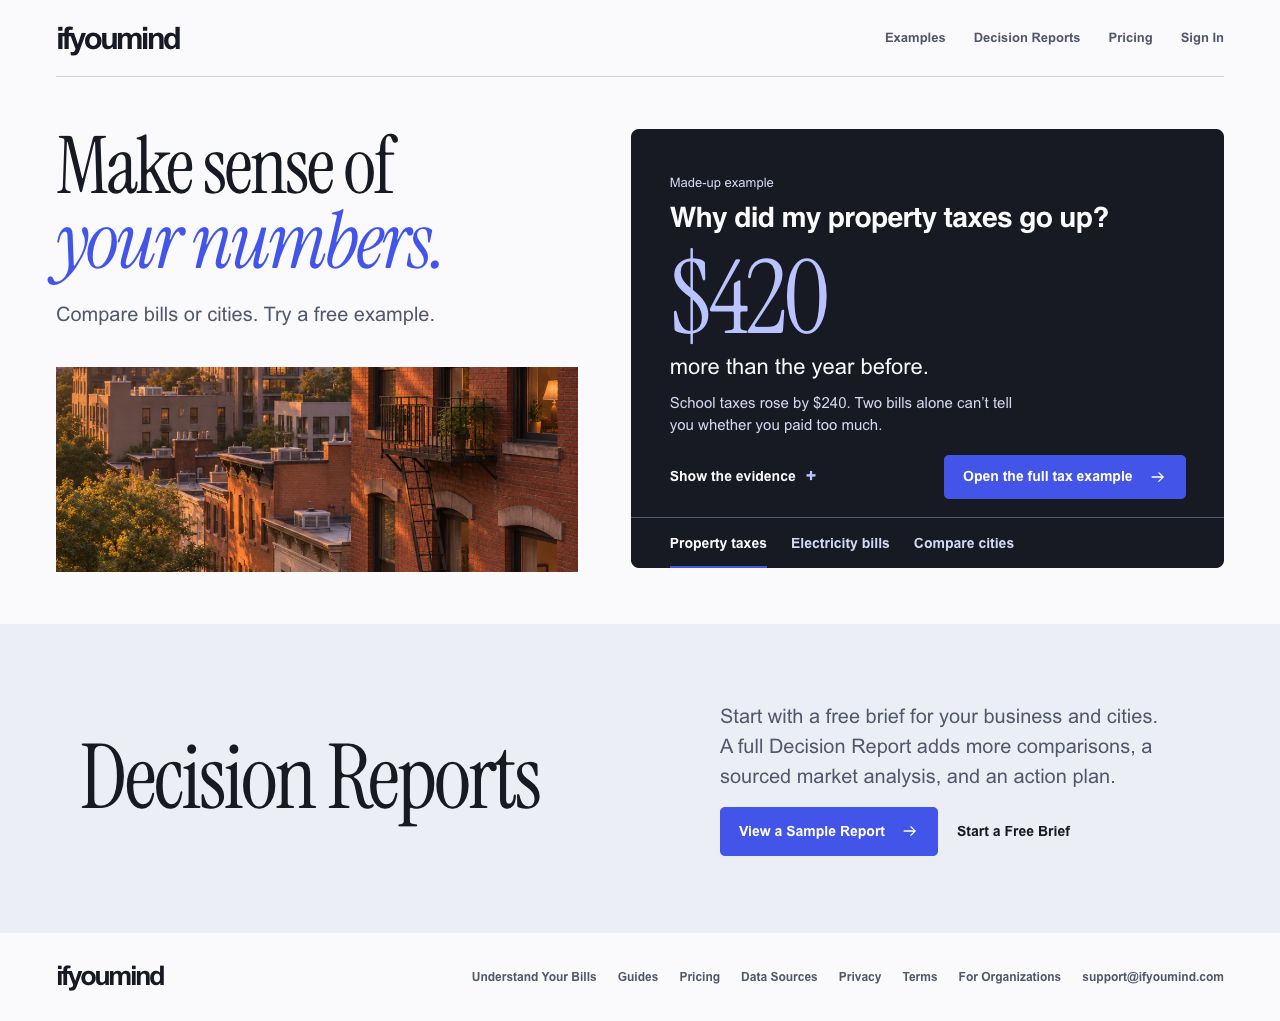 ifyoumind
Examples
Decision Reports
Pricing
Sign In
Make sense of
your numbers.
Compare bills or cities. Try a free example.
Made-up example
Why did my property taxes go up?
$420
more than the year before.
School taxes rose by $240. Two bills alone can’t tell
you whether you paid too much.
Show the evidence +
Open the full tax example →
Property taxes
Electricity bills
Compare cities
Decision Reports
Start with a free brief for your business and cities.
A full Decision Report adds more comparisons, a
sourced market analysis, and an action plan.
View a Sample Report →
Start a Free Brief
ifyoumind
Understand Your Bills
Guides
Pricing
Data Sources
Privacy
Terms
For Organizations
support@ifyoumind.com